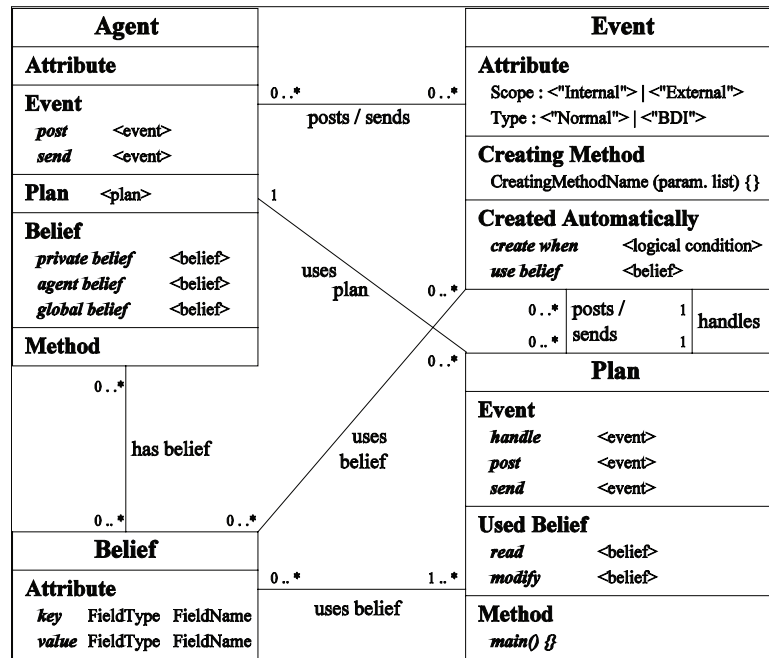 Agent
Attribute
Event
post <event>
send <event>
Plan <plan>
Belief
private belief <belief>
agent belief <belief>
global belief <belief>
Method
0 ..*
0 ..*
posts / sends
Event
Attribute
Scope : <"Internal"> | <"External">
Type : <"Normal"> | <"BDI">
Creating Method
CreatingMethodName (param. list) {}
Created Automatically
create when <logical condition>
use belief <belief>
1
uses
plan
0 ..*
0 ..*
0 ..*
posts /
sends
1
1
handles
0 ..*
Plan
Event
handle <event>
post <event>
send <event>
Used Belief
read <belief>
modify <belief>
Method
main() {}
0 ..*
has belief
0 .. *
uses
belief
0 ..*
Belief
Attribute
key FieldType FieldName
value FieldType FieldName
0 .. *
1 .. *
uses belief